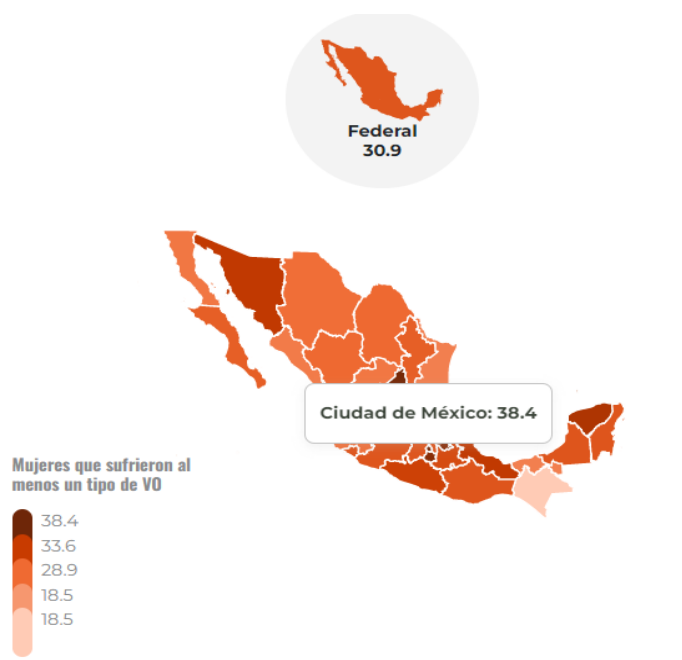 Federal
30.9
Ciudad de México: 38.4
Mujeres que sufrieron al
menos un tipo de VO
38.4
33.6
28.9
18.5
18.5